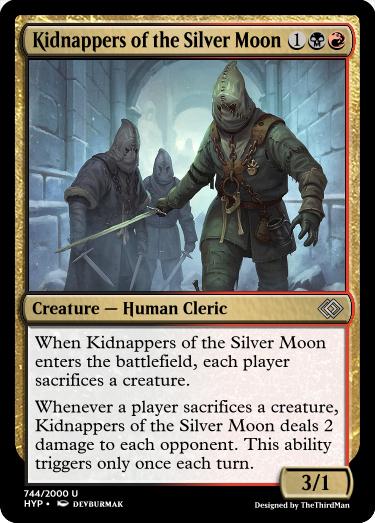 Kidnappers of the Silver Moon 1
Creature — Human Cleric
When Kidnappers of the Silver Moon
enters the battlefield, each player
sacrifices a creature.
Whenever a player sacrifices a creature,
Kidnappers of the Silver Moon deals 2
damage to each opponent. This ability
triggers only once each turn.
3/1
744/2000 U
HYP • DEVBURMAK
Designed by TheThirdMan